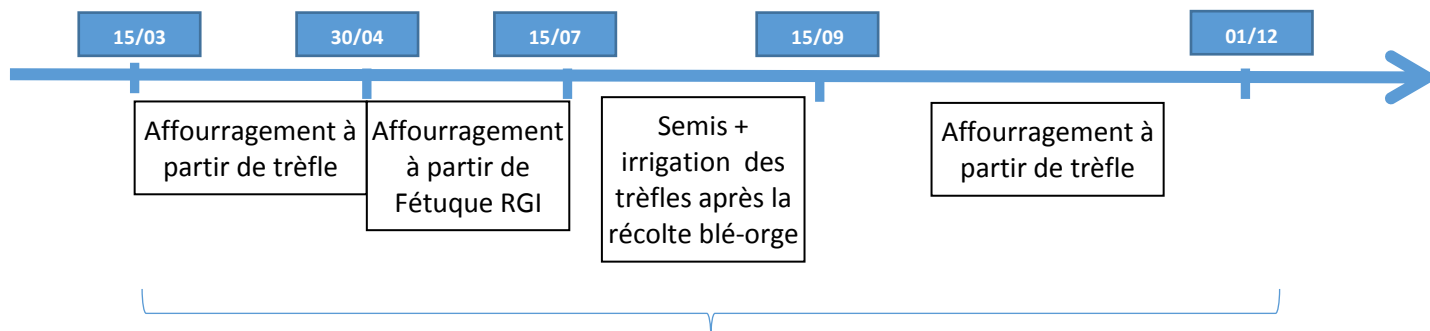 15/03
30/04
15/07
15/09
01/12
Affourragement à
partir de trèfle
Affourragement
à partir de
Fétuque RGI
Semis +
irrigation des
trèfles après la
récolte blé-orge
Affourragement à
partir de trèfle